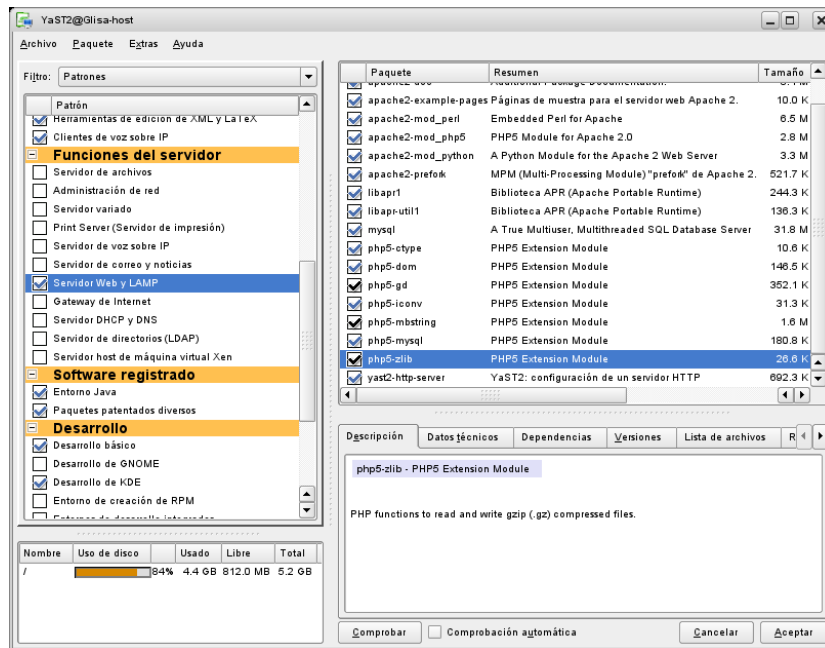 YaST2@Glisa-host
Archivo Paquete Extras Ayuda
Filtro: Patrones
Patrón
Herramientas de edición de XML y LaTeX
Clientes de voz sobre IP
Funciones del servidor
Servidor de archivos
Administración de red
Servidor variado
Print Server (Servidor de impresión)
Servidor de voz sobre IP
Servidor de correo y noticias
Servidor Web y LAMP
Gateway de Internet
Servidor DHCP y DNS
Servidor de directorios (LDAP)
Servidor host de máquina virtual Xen
Software registrado
Entorno Java
Paquetes patentados diversos
Desarrollo
Desarrollo básico
Desarrollo de GNOME
Desarrollo de KDE
Entorno de creación de RPM
Entornos de desarrollo integrados
Nombre Uso de disco Usado Libre Total
/ 84% 4.4 GB 812.0 MB 5.2 GB
Paquete Resumen Tamaño
apache2-doc Additional Package Documentation.
apache2-example-pages Páginas de muestra para el servidor web Apache 2. 10.0 K
apache2-mod_perl Embedded Perl for Apache 6.5 M
apache2-mod_php5 PHP5 Module for Apache 2.0 2.8 M
apache2-mod_python A Python Module for the Apache 2 Web Server 3.3 M
apache2-prefork MPM (Multi-Processing Module) "prefork" de Apache 2. 521.7 K
libapr1 Biblioteca APR (Apache Portable Runtime) 244.3 K
libapr-util1 Biblioteca APR (Apache Portable Runtime) 136.3 K
mysql A True Multiuser, Multithreaded SQL Database Server 31.8 M
php5-ctype PHP5 Extension Module 10.6 K
php5-dom PHP5 Extension Module 146.5 K
php5-gd PHP5 Extension Module 352.1 K
php5-iconv PHP5 Extension Module 31.3 K
php5-mbstring PHP5 Extension Module 1.6 M
php5-mysql PHP5 Extension Module 180.8 K
php5-zlib PHP5 Extension Module 26.6 K
yast2-http-server YaST2: configuración de un servidor HTTP 692.3 K
Descripción Datos técnicos Dependencias Versiones Lista de archivos R
php5-zlib - PHP5 Extension Module
PHP functions to read and write gzip (.gz) compressed files.
Comprobar Comprobación automática Cancelar Aceptar